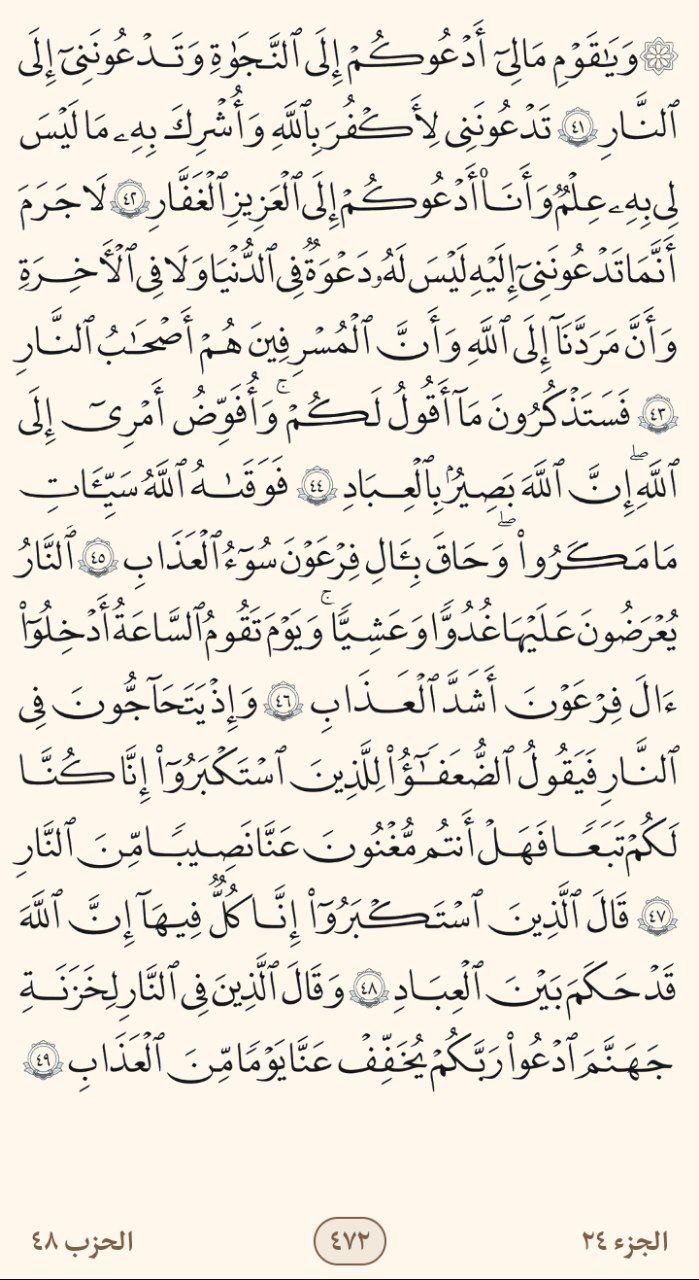 ۞ وَيَٰقَوْمِ مَالِيٓ أَدْعُوكُمْ إِلَى ٱلنَّجَوٰةِ وَتَدْعُونَنِيٓ إِلَى
ٱلنَّارِ ٤١ تَدْعُونَنِي لِأَكْفُرَ بِٱللَّهِ وَأُشْرِكَ بِهِۦ مَا لَيْسَ
لِي بِهِۦ عِلْمٌ وَأَنَا۠ أَدْعُوكُمْ إِلَى ٱلْعَزِيزِ ٱلْغَفَّٰرِ ٤٢ لَا جَرَمَ
أَنَّمَا تَدْعُونَنِيٓ إِلَيْهِ لَيْسَ لَهُۥ دَعْوَةٌ فِي ٱلدُّنْيَا وَلَا فِي ٱلْأَخِرَةِ
وَأَنَّ مَرَدَّنَآ إِلَى ٱللَّهِ وَأَنَّ ٱلْمُسْرِفِينَ هُمْ أَصْحَٰبُ ٱلنَّارِ
٤٣ فَسَتَذْكُرُونَ مَآ أَقُولُ لَكُمْ ۚ وَأُفَوِّضُ أَمْرِيٓ إِلَى
ٱللَّهِ ۖ إِنَّ ٱللَّهَ بَصِيرٌۢ بِٱلْعِبَادِ ٤٤ فَوَقَىٰهُ ٱللَّهُ سَيِّـَٔاتِ
مَا مَكَرُوا۟ ۖ وَحَاقَ بِـَٔالِ فِرْعَوْنَ سُوٓءُ ٱلْعَذَابِ ٤٥ ٱلنَّارُ
يُعْرَضُونَ عَلَيْهَا غُدُوًّا وَعَشِيًّا ۚ وَيَوْمَ تَقُومُ ٱلسَّاعَةُ أَدْخِلُوٓا۟
ءَالَ فِرْعَوْنَ أَشَدَّ ٱلْعَذَابِ ٤٦ وَإِذْ يَتَحَآجُّونَ فِي
ٱلنَّارِ فَيَقُولُ ٱلضُّعَفَٰٓؤُا۟ لِلَّذِينَ ٱسْتَكْبَرُوٓا۟ إِنَّا كُنَّا
لَكُمْ تَبَعًا فَهَلْ أَنتُم مُّغْنُونَ عَنَّا نَصِيبًا مِّنَ ٱلنَّارِ
٤٧ قَالَ ٱلَّذِينَ ٱسْتَكْبَرُوٓا۟ إِنَّا كُلٌّ فِيهَآ إِنَّ ٱللَّهَ
قَدْ حَكَمَ بَيْنَ ٱلْعِبَادِ ٤٨ وَقَالَ ٱلَّذِينَ فِي ٱلنَّارِ لِخَزَنَةِ
جَهَنَّمَ ٱدْعُوا۟ رَبَّكُمْ يُخَفِّفْ عَنَّا يَوْمًا مِّنَ ٱلْعَذَابِ ٤٩
الجزء ٢٤ ٤٧٢ الحزب ٤٨